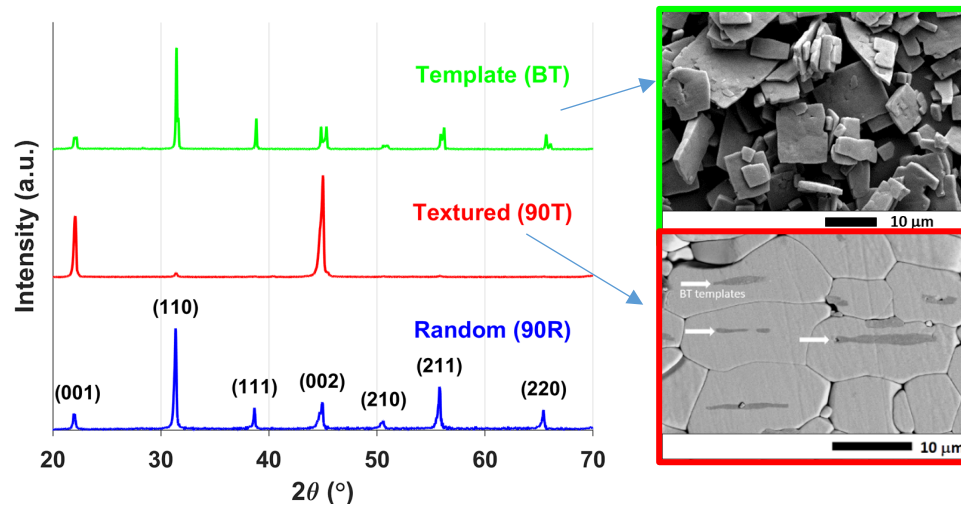 Template (BT)
Textured (90T)
Random (90R)
(001)
(110)
(111)
(002)
(210)
(211)
(220)
20
30
40
50
60
70
2θ (°)
Intensity (a.u.)
10 µm
BT templates
10 µm